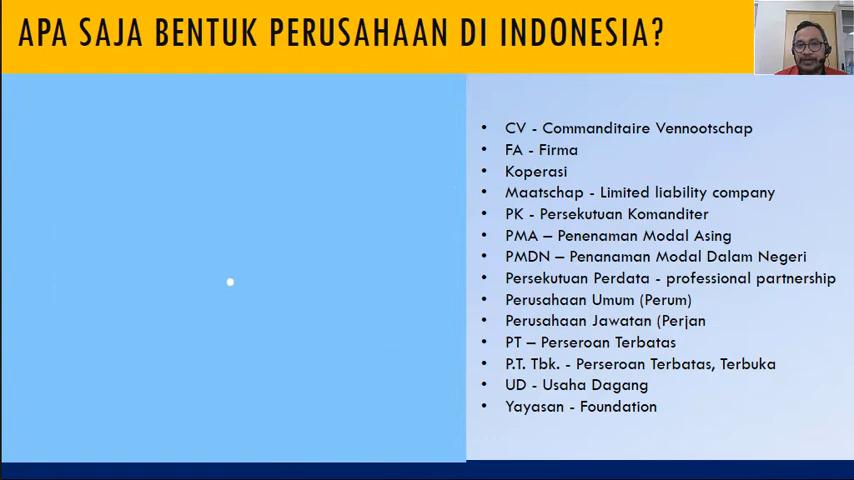 APA SAJA BENTUK PERUSAHAAN DI INDONESIA?
• CV - Commanditaire Vennootschap
• FA - Firma
• Koperasi
• Maatschap - Limited liability company
• PK - Persekutuan Komanditer
• PMA – Penenaman Modal Asing
• PMDN – Penanaman Modal Dalam Negeri
• Persekutuan Perdata - professional partnership
• Perusahaan Umum (Perum)
• Perusahaan Jawatan (Perjan
• PT – Perseroan Terbatas
• P.T. Tbk. - Perseroan Terbatas, Terbuka
• UD - Usaha Dagang
• Yayasan - Foundation